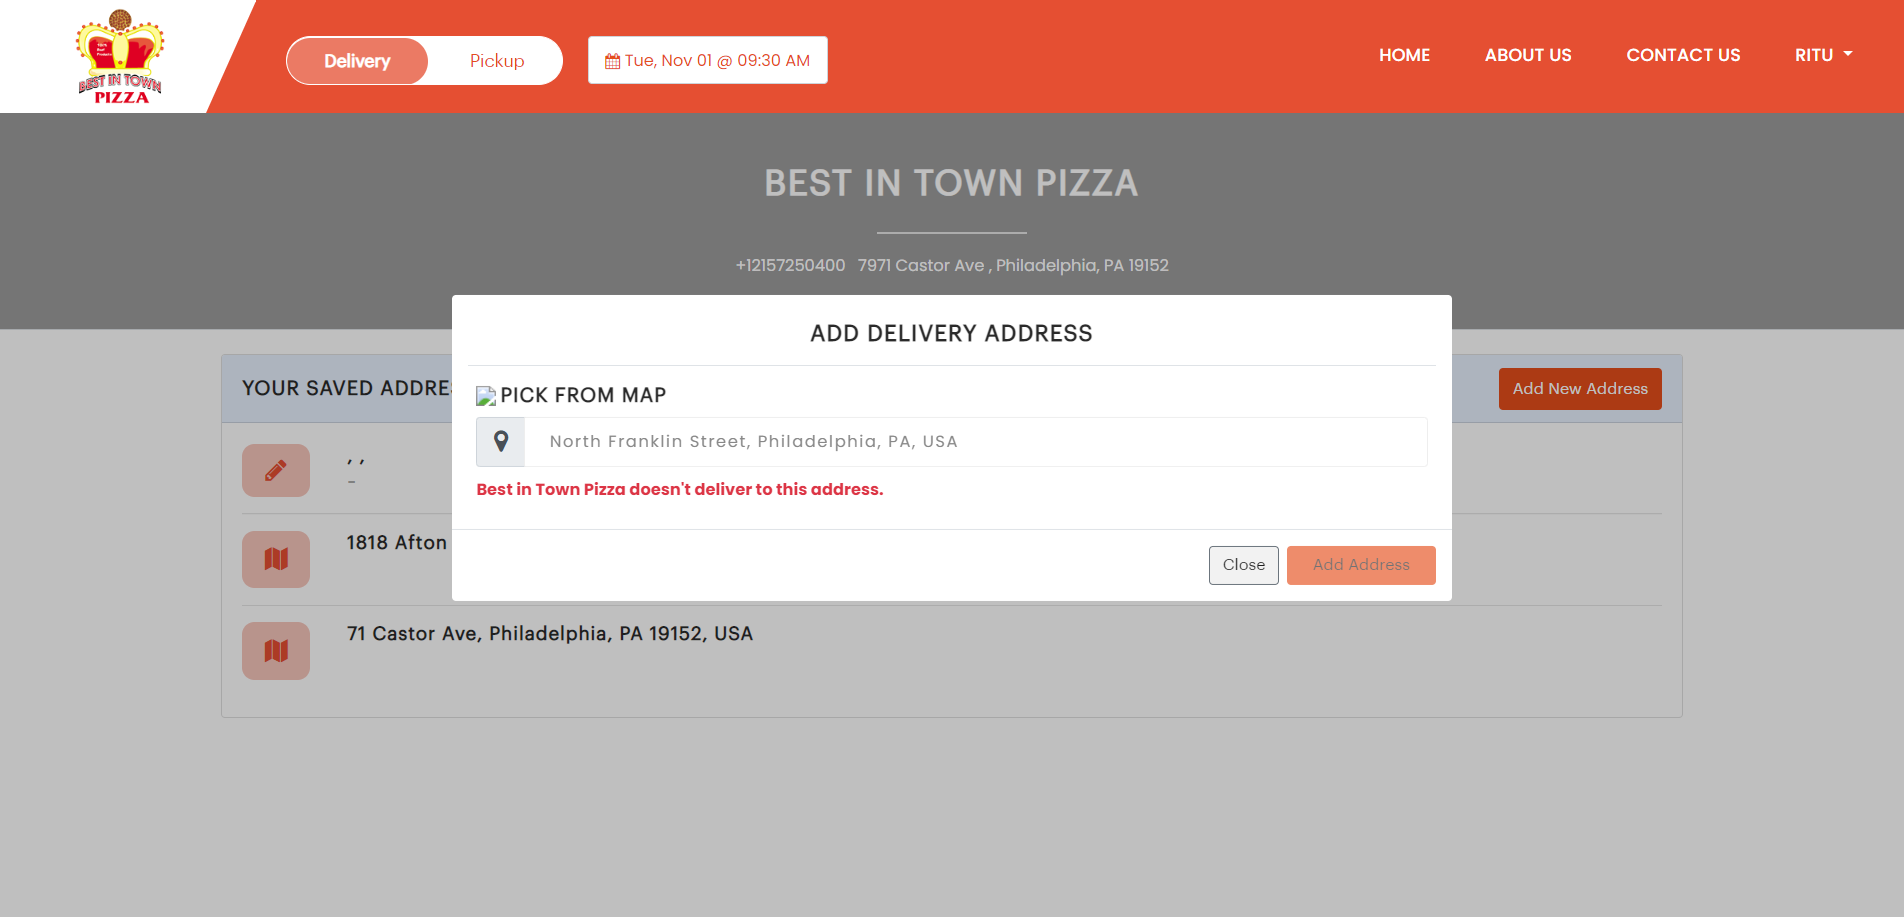 BEST IN TOWN
PIZZA
Delivery
Pickup
Tue, Nov 01 @ 09:30 AM
HOME
ABOUT US
CONTACT US
RITU
BEST IN TOWN PIZZA
+12157250400 7971 Castor Ave , Philadelphia, PA 19152
ADD DELIVERY ADDRESS
PICK FROM MAP
North Franklin Street, Philadelphia, PA, USA
Best in Town Pizza doesn't deliver to this address.
Close
Add Address
YOUR SAVED ADDRE
Add New Address
, ,
–
1818 Afton
71 Castor Ave, Philadelphia, PA 19152, USA